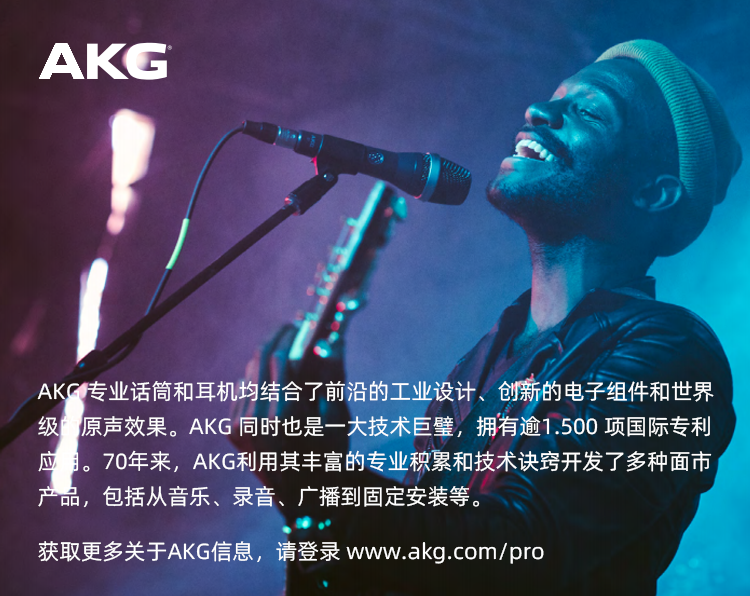 AKG
AKG 专业话筒和耳机均结合了前沿的工业设计、创新的电子组件和世界
级的原声效果。AKG 同时也是一大技术巨璧，拥有逾1.500 项国际专利
应用。70年来，AKG利用其丰富的专业积累和技术诀窍开发了多种面市
产品，包括从音乐、录音、广播到固定安装等。
获取更多关于AKG信息，请登录 www.akg.com/pro